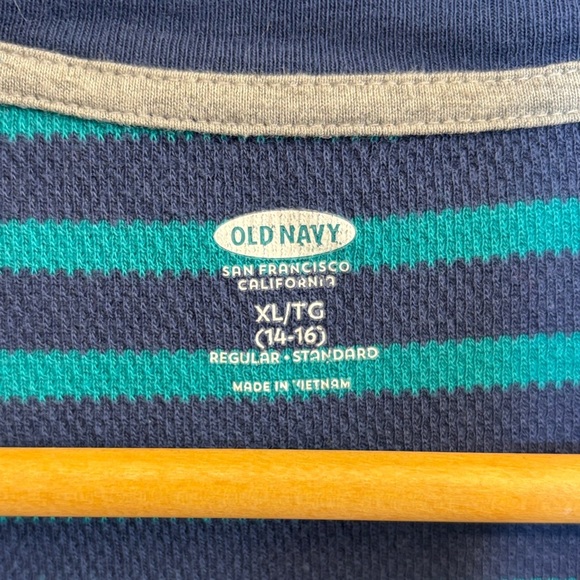 OLD NAVY
SAN FRANCISCO
CALIFORNIA
XL/TG
(14-16)
REGULAR • STANDARD
MADE IN VIETNAM